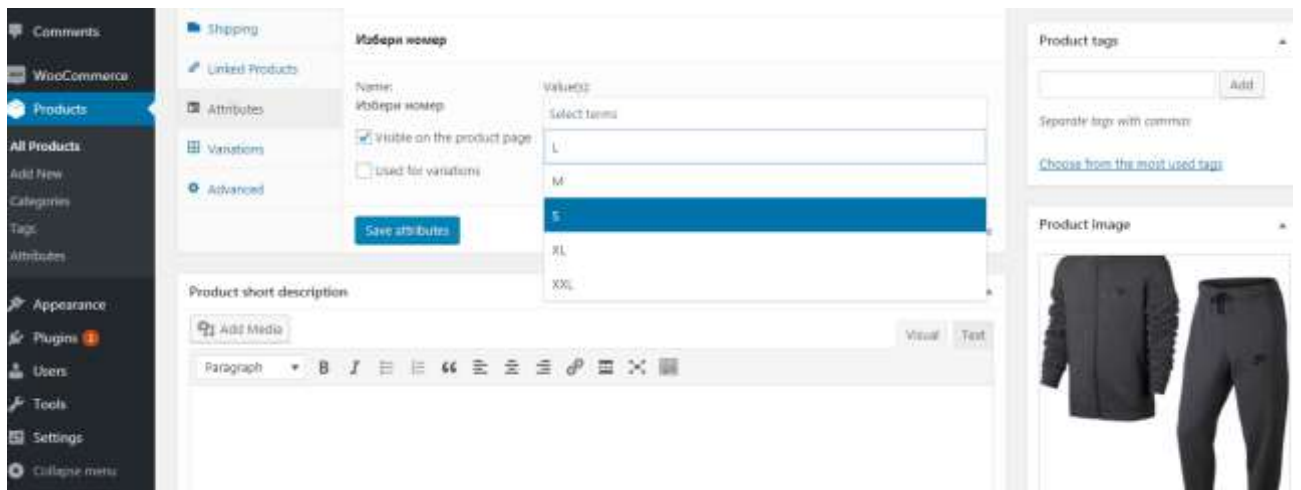 Comments
WooCommerce
Products
All Products
Add New
Categories
Tags
Attributes
Appearance
Plugins 1
Users
Tools
Settings
Collapse menu
Shipping
Linked Products
Attributes
Variations
Advanced
Избери номер
Name:
Избери номер
Visible on the product page
Used for variations
Value(s):
Select terms
L
M
S
XL
XXL
Save attributes
Product short description
Add Media
Visual Text
Paragraph B I
Product tags
Add
Separate tags with commas
Choose from the most used tags
Product image